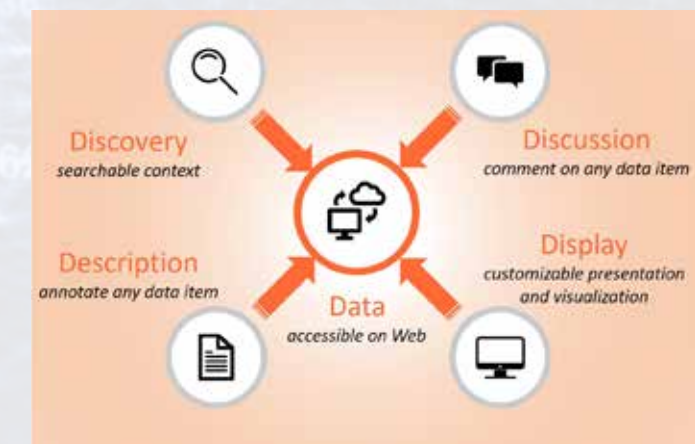 Discovery
searchable context
Discussion
comment on any data item
Description
annotate any data item
Display
customizable presentation
and visualization
Data
accessible on Web